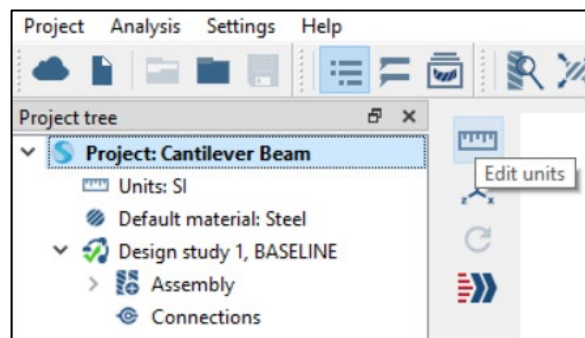 Project Analysis Settings Help
Project tree
Project: Cantilever Beam
Edit units
Units: SI
Default material: Steel
z x
Design study 1, BASELINE
Assembly
Connections